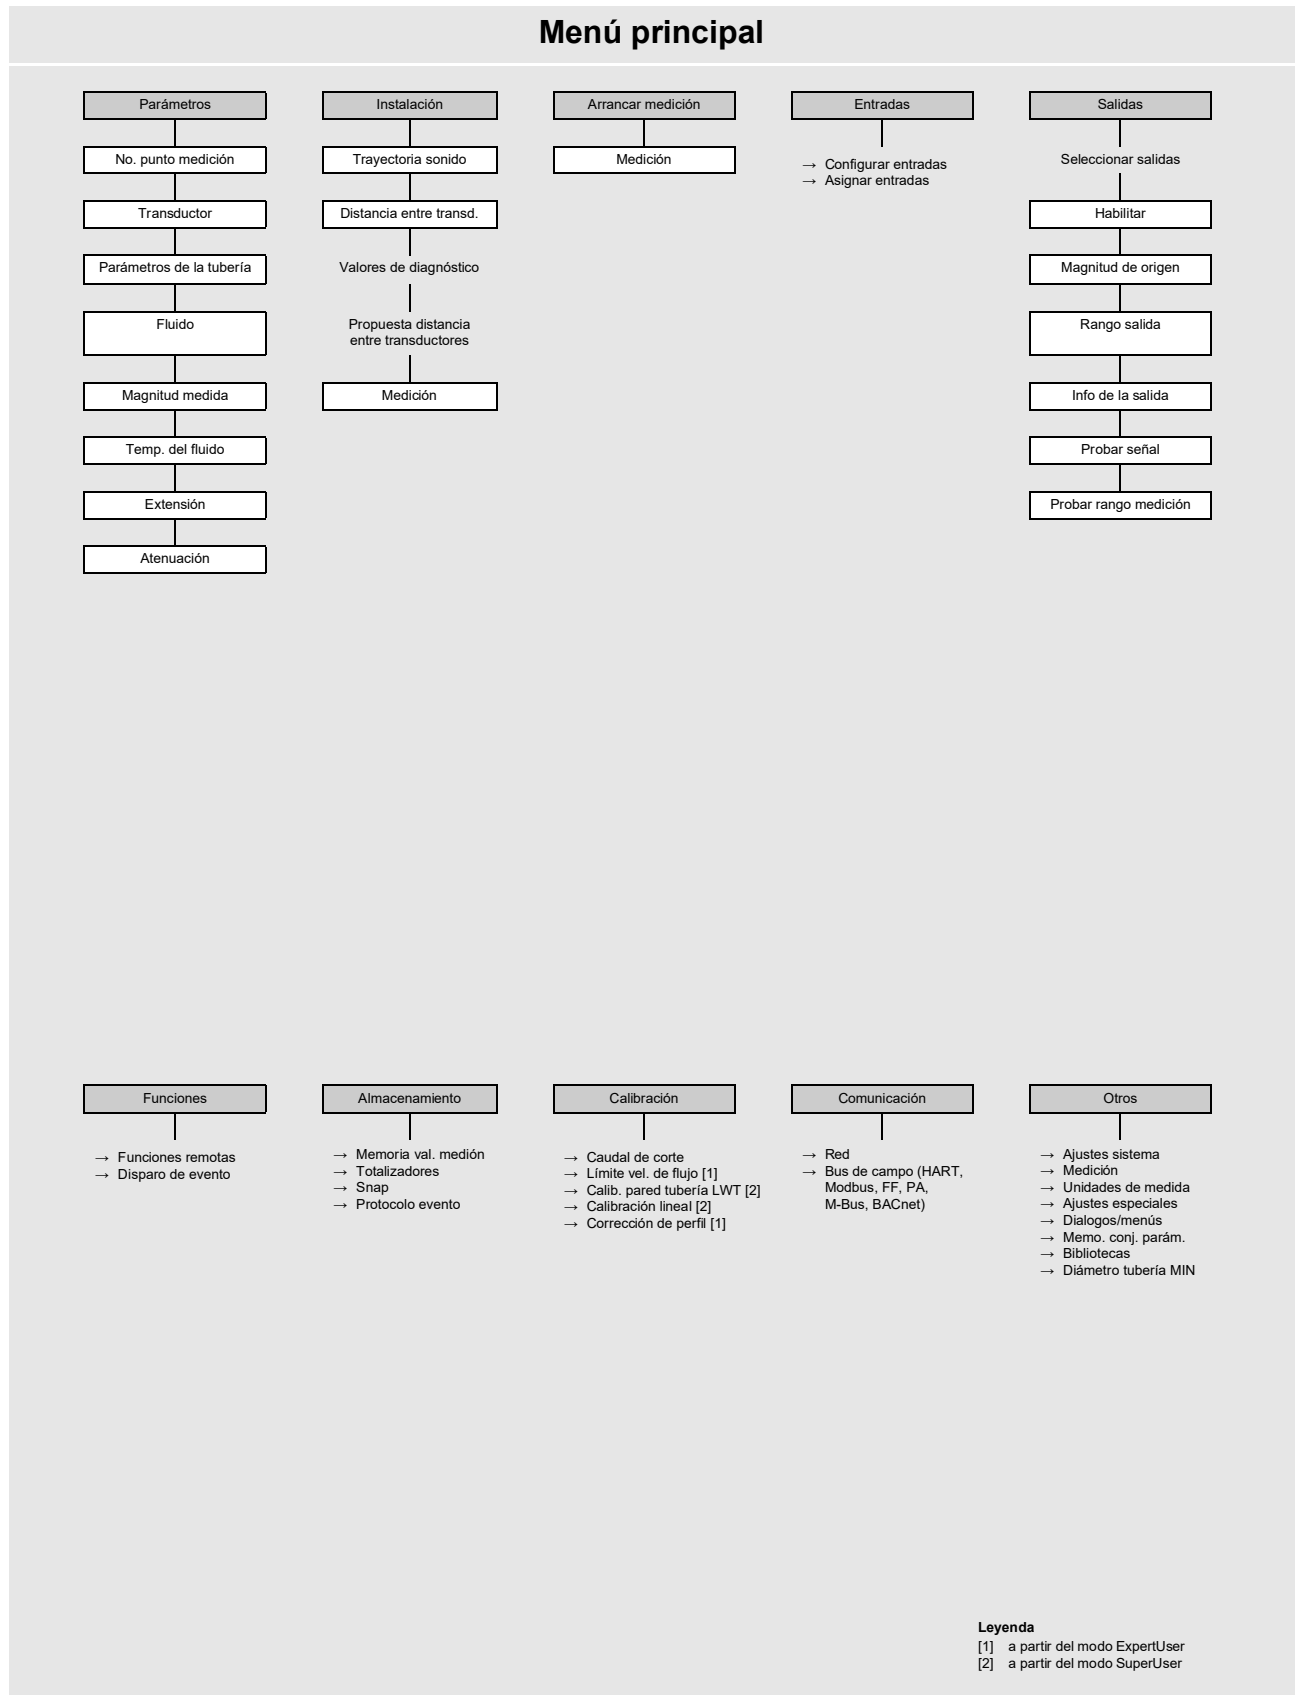 Menú principal
Parámetros
No. punto medición
Transductor
Parámetros de la tubería
Fluido
Magnitud medida
Temp. del fluido
Extensión
Atenuación
Instalación
Trayectoria sonido
Distancia entre transd.
Valores de diagnóstico
Propuesta distancia
entre transductores
Medición
Arrancar medición
Medición
Entradas
→ Configurar entradas
→ Asignar entradas
Salidas
Seleccionar salidas
Habilitar
Magnitud de origen
Rango salida
Info de la salida
Probar señal
Probar rango medición
Funciones
→ Funciones remotas
→ Disparo de evento
Almacenamiento
→ Memoria val. medión
→ Totalizadores
→ Snap
→ Protocolo evento
Calibración
→ Caudal de corte
→ Límite vel. de flujo [1]
→ Calib. pared tubería LWT [2]
→ Calibración lineal [2]
→ Corrección de perfil [1]
Comunicación
→ Red
→ Bus de campo (HART,
Modbus, FF, PA,
M-Bus, BACnet)
Otros
→ Ajustes sistema
→ Medición
→ Unidades de medida
→ Ajustes especiales
→ Dialogos/menús
→ Memo. conj. parám.
→ Bibliotecas
→ Diámetro tubería MIN
Leyenda
[1] a partir del modo ExpertUser
[2] a partir del modo SuperUser